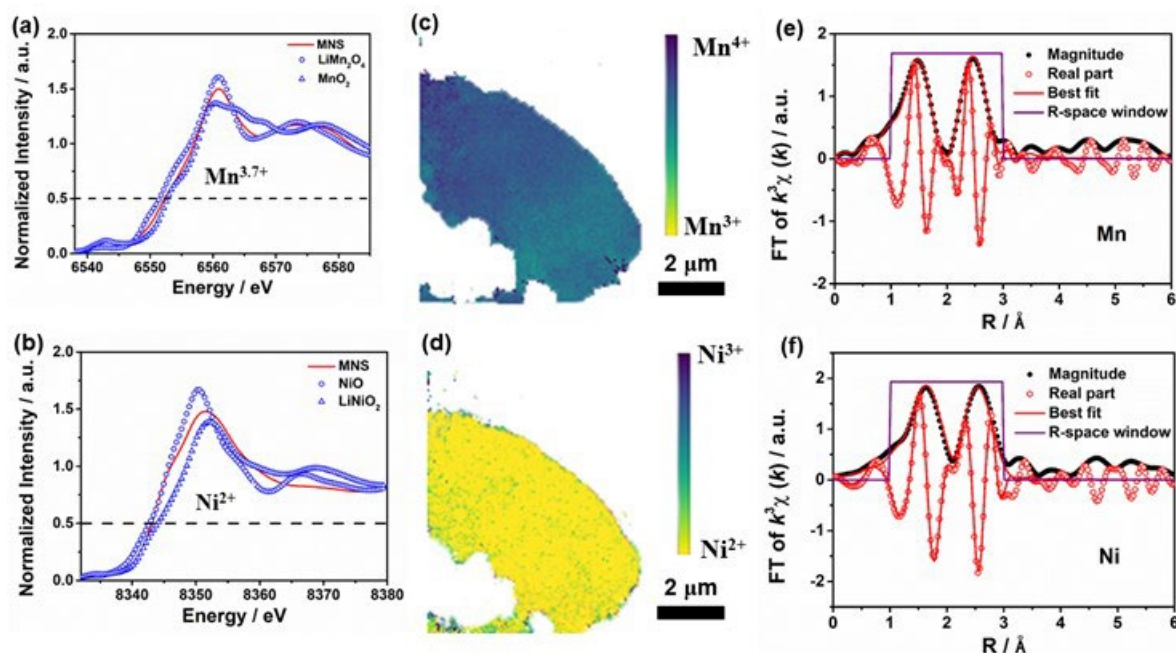 (a)
2.0
1.5
1.0
0.5
0.0
Normalized Intensity / a.u.
MNS
LiMn₂O₄
MnO₂
Mn³·⁷⁺
6540 6550 6560 6570 6580
Energy / eV
(c)
Mn⁴⁺
Mn³⁺
2 μm
(e)
2
1
0
-1
-2
FT of k³χ (k) / a.u.
Magnitude
Real part
Best fit
R-space window
Mn
0 1 2 3 4 5 6
R / Å
(b)
2.0
1.5
1.0
0.5
0.0
Normalized Intensity / a.u.
MNS
NiO
LiNiO₂
Ni²⁺
8340 8350 8360 8370 8380
Energy / eV
(d)
Ni³⁺
Ni²⁺
2 μm
(f)
2
1
0
-1
-2
FT of k³χ (k) / a.u.
Magnitude
Real part
Best fit
R-space window
Ni
0 1 2 3 4 5 6
R / Å